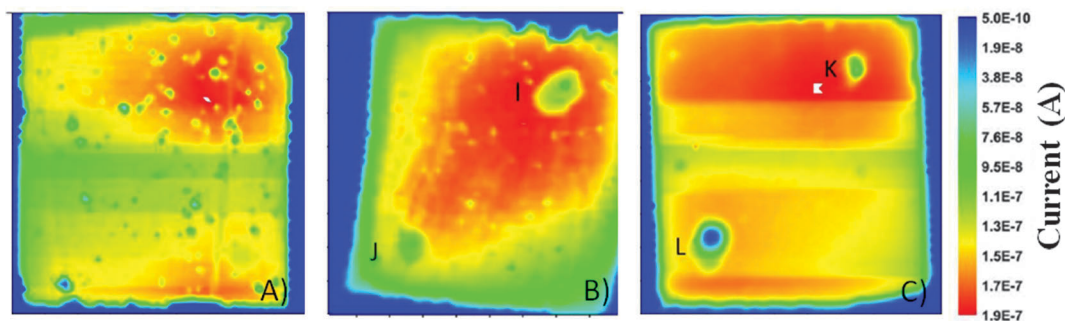 A)
I
J
B)
K
L
C)
5.0E-10
1.9E-8
3.8E-8
5.7E-8
7.6E-8
9.5E-8
1.1E-7
1.3E-7
1.5E-7
1.7E-7
1.9E-7
Current (A)